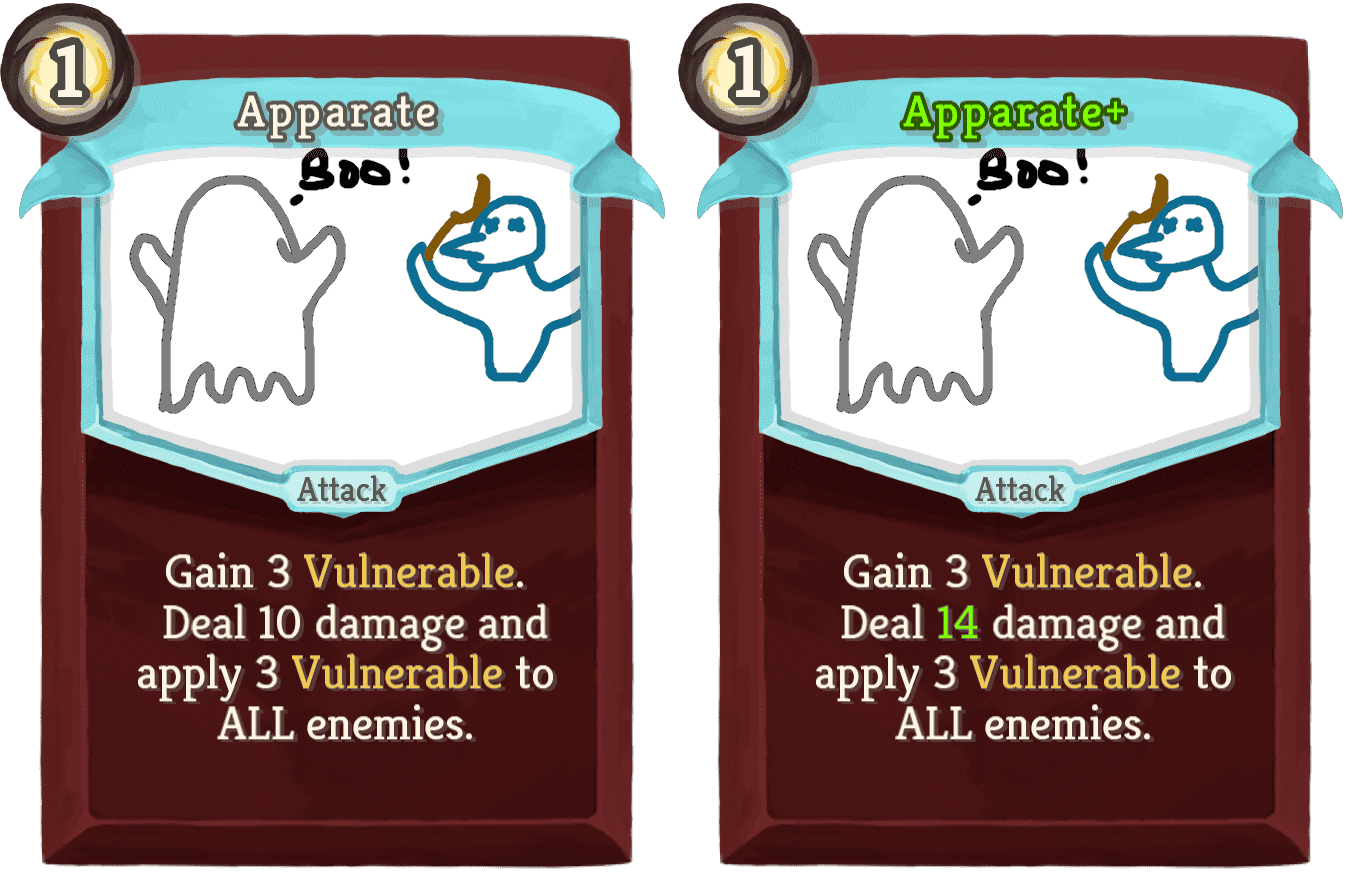 1
Apparate
Boo!
Attack
Gain 3 Vulnerable.
Deal 10 damage and
apply 3 Vulnerable to
ALL enemies.
1
Apparate+
Boo!
Attack
Gain 3 Vulnerable.
Deal 14 damage and
apply 3 Vulnerable to
ALL enemies.